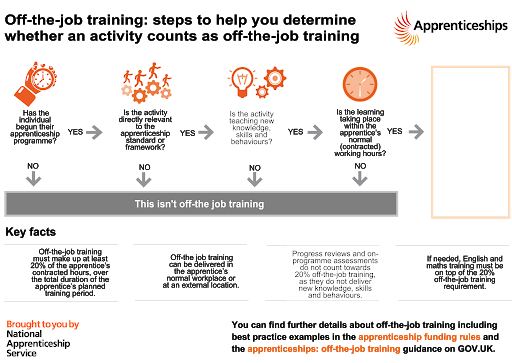 Off-the-job training: steps to help you determine
whether an activity counts as off-the-job training
Apprenticeships
Has the
individual
begun their
apprenticeship
programme?
YES
Is the activity
directly relevant
to the
apprenticeship
standard or
framework?
YES
Is the activity
teaching new
knowledge,
skills and
behaviours?
YES
Is the learning
taking place
within the
apprentice's
normal
(contracted)
working hours?
YES
NO
NO
NO
NO
This isn't off-the job training
Key facts
Off-the-job training
must make up at least
20% of the apprentice's
contracted hours, over
the total duration of the
apprentice's planned
training period.
Off-the job training
can be delivered in
the apprentice's
normal workplace or
at an external location.
Progress reviews and on-
programme assessments
do not count towards
20% off-the-job training,
as they do not deliver
new knowledge, skills
and behaviours.
If needed, English and
maths training must be
on top of the 20%
off-the-job training
requirement.
Brought to you by
National
Apprenticeship
Service
You can find further details about off-the-job training including
best practice examples in the apprenticeship funding rules and
the apprenticeships: off-the-job training guidance on GOV.UK.